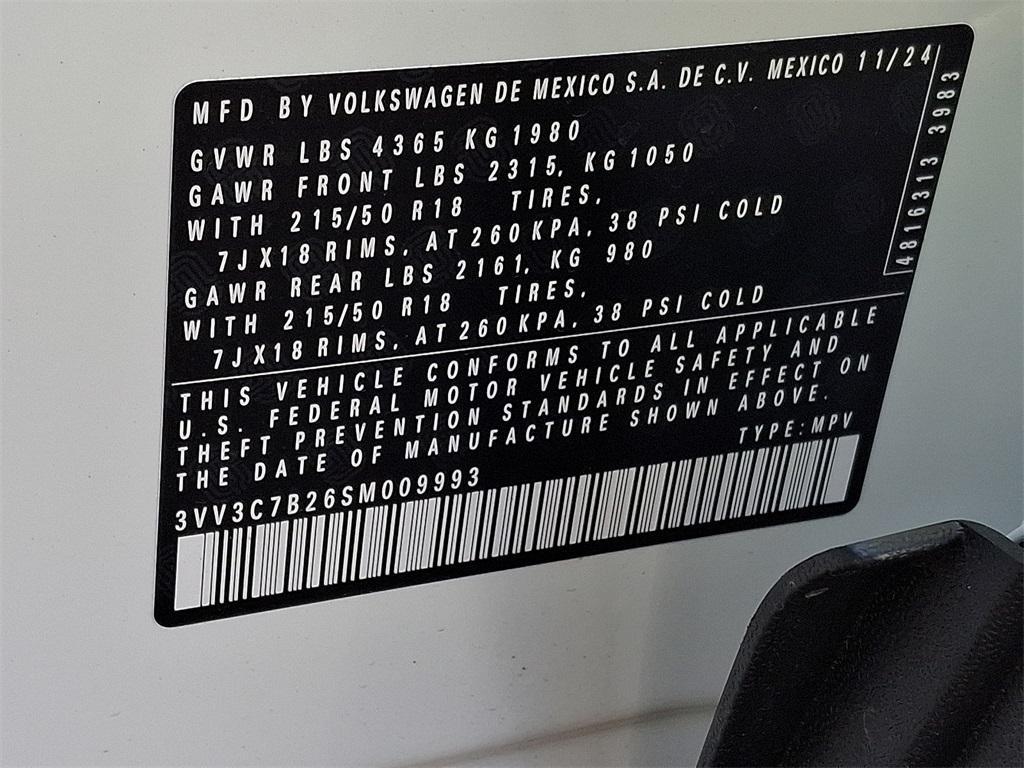 MFD BY VOLKSWAGEN DE MEXICO S.A. DE C.V. MEXICO 11/24
GVWR LBS 4365 KG 1980
GAWR FRONT LBS 2315, KG 1050
WITH 215/50 R18 TIRES,
7JX18 RIMS, AT 260 KPA, 38 PSI COLD
GAWR REAR LBS 2161, KG 980
WITH 215/50 R18 TIRES,
7JX18 RIMS, AT 260 KPA, 38 PSI COLD
THIS VEHICLE CONFORMS TO ALL APPLICABLE
U.S. FEDERAL MOTOR VEHICLE SAFETY AND
THEFT PREVENTION STANDARDS IN EFFECT ON
THE DATE OF MANUFACTURE SHOWN ABOVE.
TYPE: MPV
3VV3C7B26SM009993
4816313 3983